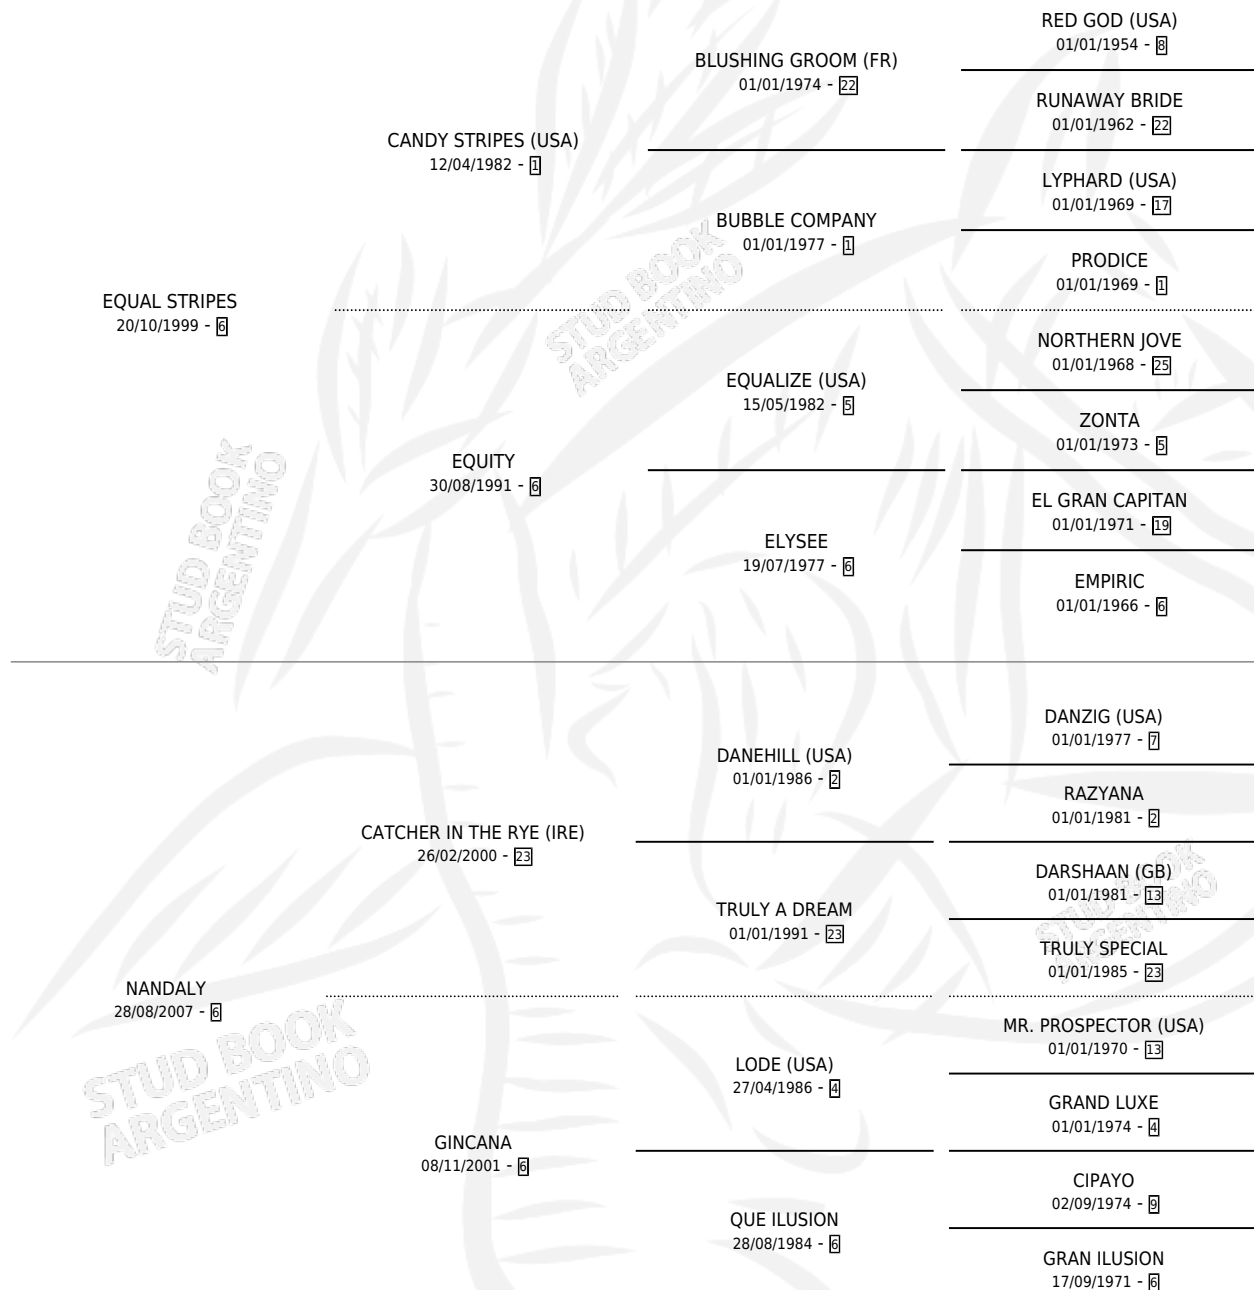 RED GOD (USA)
01/01/1954 - 8
BLUSHING GROOM (FR)
01/01/1974 - 22
RUNAWAY BRIDE
01/01/1962 - 22
CANDY STRIPES (USA)
12/04/1982 - 1
LYPHARD (USA)
01/01/1969 - 17
BUBBLE COMPANY
01/01/1977 - 1
PRODICE
01/01/1969 - 1
EQUAL STRIPES
20/10/1999 - 6
NORTHERN JOVE
01/01/1968 - 25
EQUALIZE (USA)
15/05/1982 - 5
ZONTA
01/01/1973 - 5
EQUITY
30/08/1991 - 6
EL GRAN CAPITAN
01/01/1971 - 19
ELYSEE
19/07/1977 - 6
EMPIRIC
01/01/1966 - 6
DANZIG (USA)
01/01/1977 - 7
DANEHILL (USA)
01/01/1986 - 2
RAZYANA
01/01/1981 - 2
CATCHER IN THE RYE (IRE)
26/02/2000 - 23
DARSHAAN (GB)
01/01/1981 - 13
TRULY A DREAM
01/01/1991 - 23
TRULY SPECIAL
01/01/1985 - 23
NANDALY
28/08/2007 - 6
MR. PROSPECTOR (USA)
01/01/1970 - 13
LODE (USA)
27/04/1986 - 4
GRAND LUXE
01/01/1974 - 4
GINCANA
08/11/2001 - 6
CIPAYO
02/09/1974 - 9
QUE ILUSION
28/08/1984 - 6
GRAN ILUSION
17/09/1971 - 6
STUD BOOK
ARGENTINO
STUD BOOK
ARGENTINO
STUD BOOK
ARGENTINO
STUD BOOK
ARGENTINO